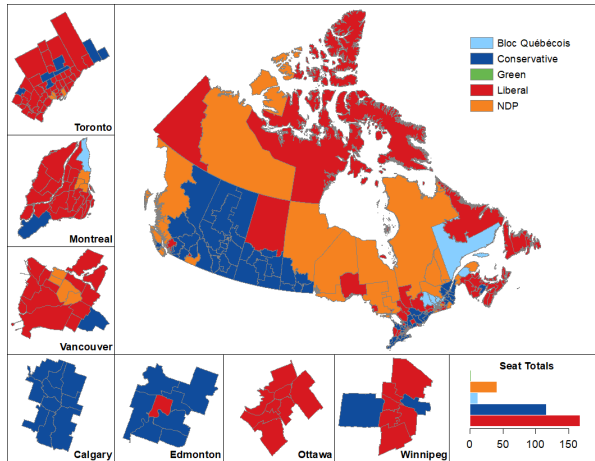 Bloc Québécois
Conservative
Green
Liberal
NDP
Toronto
Montreal
Vancouver
Calgary
Edmonton
Ottawa
Winnipeg
Seat Totals
0 50 100 150